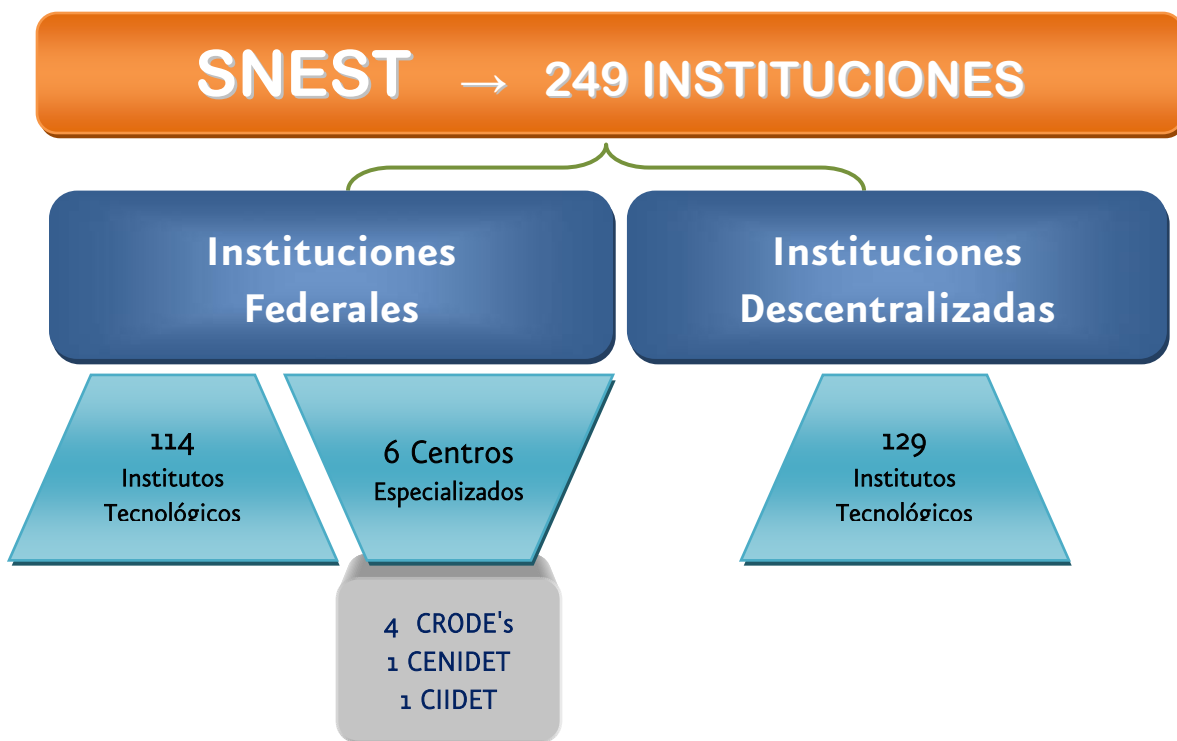 SNEST → 249 INSTITUCIONES
Instituciones
Federales
Instituciones
Descentralizadas
114
Institutos
Tecnológicos
6 Centros
Especializados
129
Institutos
Tecnológicos
4 CRODE's
1 CENIDET
1 CIIDET